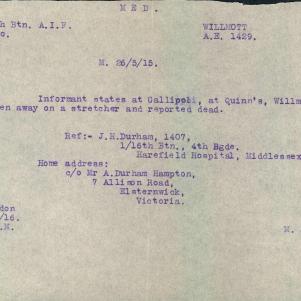 M E D.
h Btn. A.I.F. WILLMOTT
o. A.E. 1429.
M. 26/5/15.
Informant states at Gallipoli, at Quinn's, Willm
en away on a stretcher and reported dead.
Ref:- J.H.Durham, 1407,
1/16th Btn., 4th Bgde.
Harefield Hospital, Middlessex
Home address:
c/o Mr A.Durham Hampton,
7 Allison Road,
Elsternwick,
Victoria.
don
/16.
.M. M.